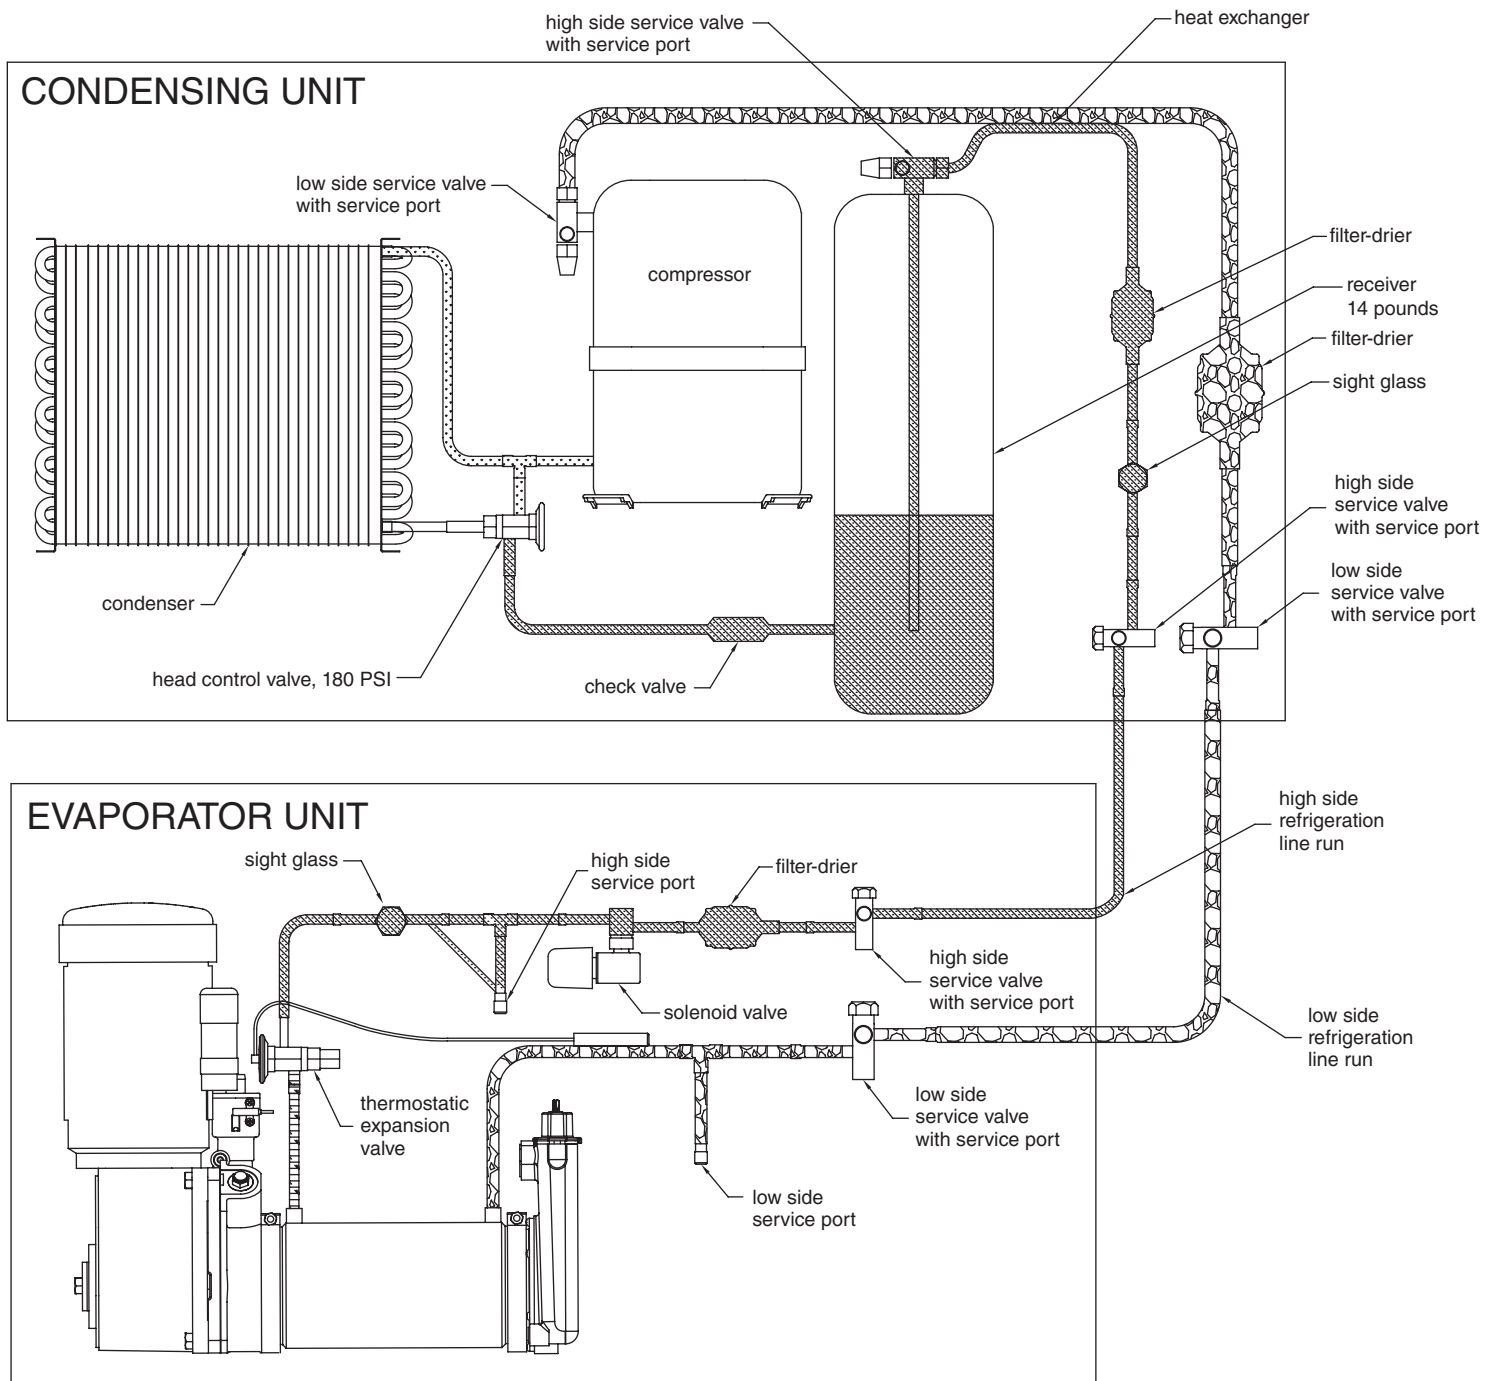 high side service valve
with service port
heat exchanger
CONDENSING UNIT
low side service valve
with service port
compressor
filter-drier
receiver
14 pounds
filter-drier
sight glass
high side
service valve
with service port
low side
service valve
with service port
condenser
head control valve, 180 PSI
check valve
EVAPORATOR UNIT
sight glass
high side
service port
filter-drier
high side
refrigeration
line run
high side
service valve
with service port
solenoid valve
low side
refrigeration
line run
thermostatic
expansion
valve
low side
service valve
with service port
low side
service port